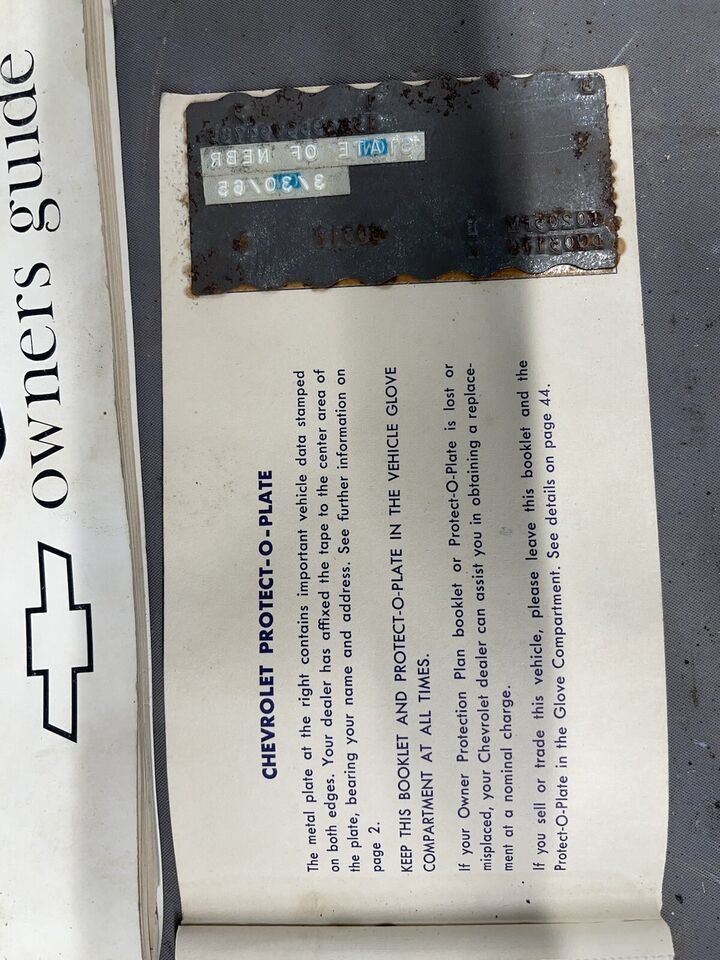 owners guide
STATE OF NEBR
3/30/65
CHEVROLET PROTECT-O-PLATE
The metal plate at the right contains important vehicle data stamped
on both edges. Your dealer has affixed the tape to the center area of
the plate, bearing your name and address. See further information on
page 2.
KEEP THIS BOOKLET AND PROTECT-O-PLATE IN THE VEHICLE GLOVE
COMPARTMENT AT ALL TIMES.
If your Owner Protection Plan booklet or Protect-O-Plate is lost or
misplaced, your Chevrolet dealer can assist you in obtaining a replace-
ment at a nominal charge.
If you sell or trade this vehicle, please leave this booklet and the
Protect-O-Plate in the Glove Compartment. See details on page 44.